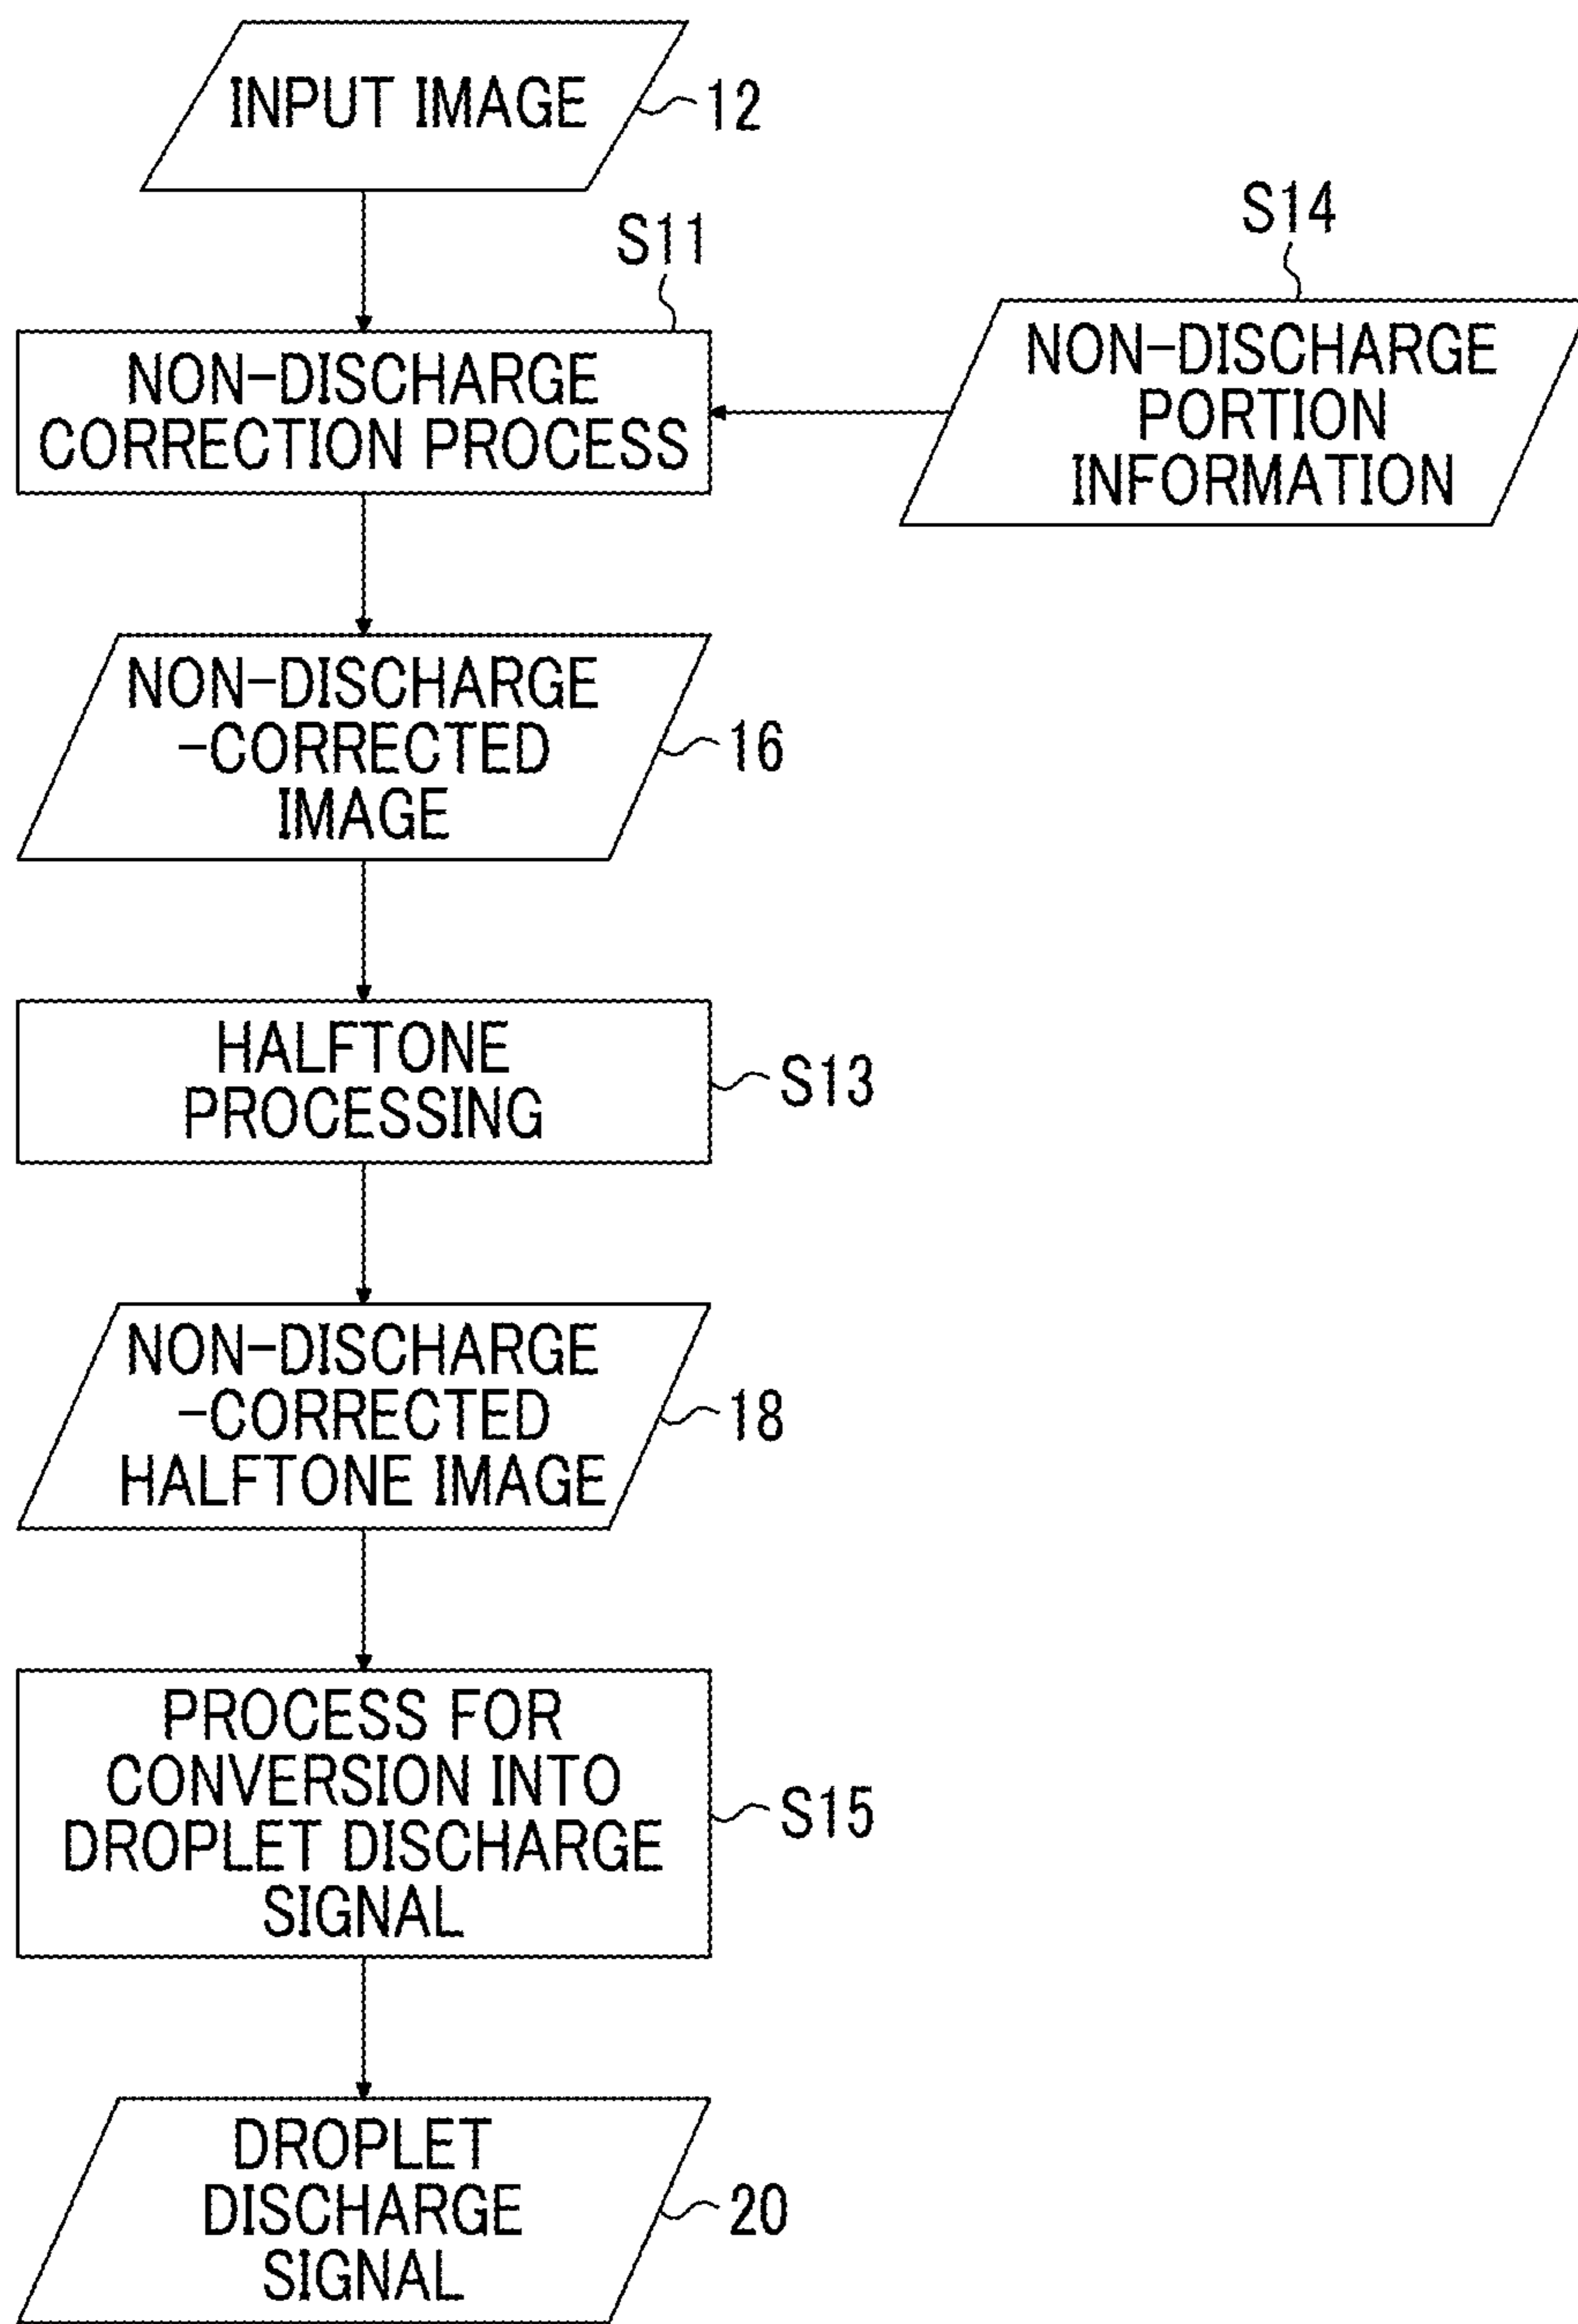 INPUT IMAGE
12
S11
S14
NON-DISCHARGE
CORRECTION PROCESS
NON-DISCHARGE
PORTION
INFORMATION
NON-DISCHARGE
-CORRECTED
IMAGE
16
HALFTONE
PROCESSING
S13
NON-DISCHARGE
-CORRECTED
HALFTONE IMAGE
18
PROCESS FOR
CONVERSION INTO
DROPLET DISCHARGE
SIGNAL
S15
DROPLET
DISCHARGE
SIGNAL
20